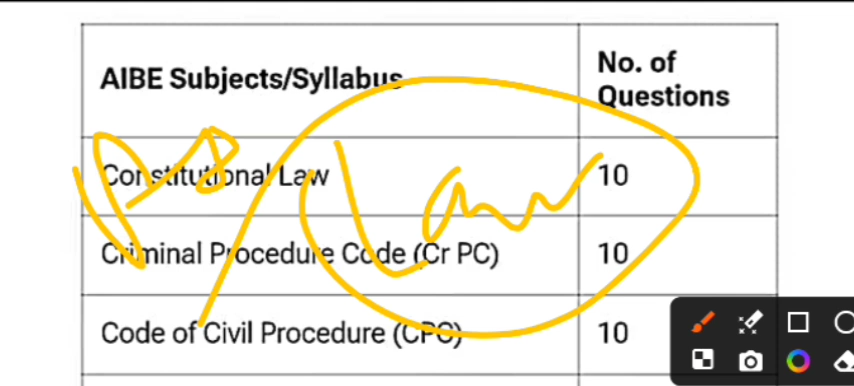 AIBE Subjects/Syllabus
No. of
Questions
Constitutional Law
10
Criminal Procedure Code (Cr PC)
10
Code of Civil Procedure (CPC)
10
Law